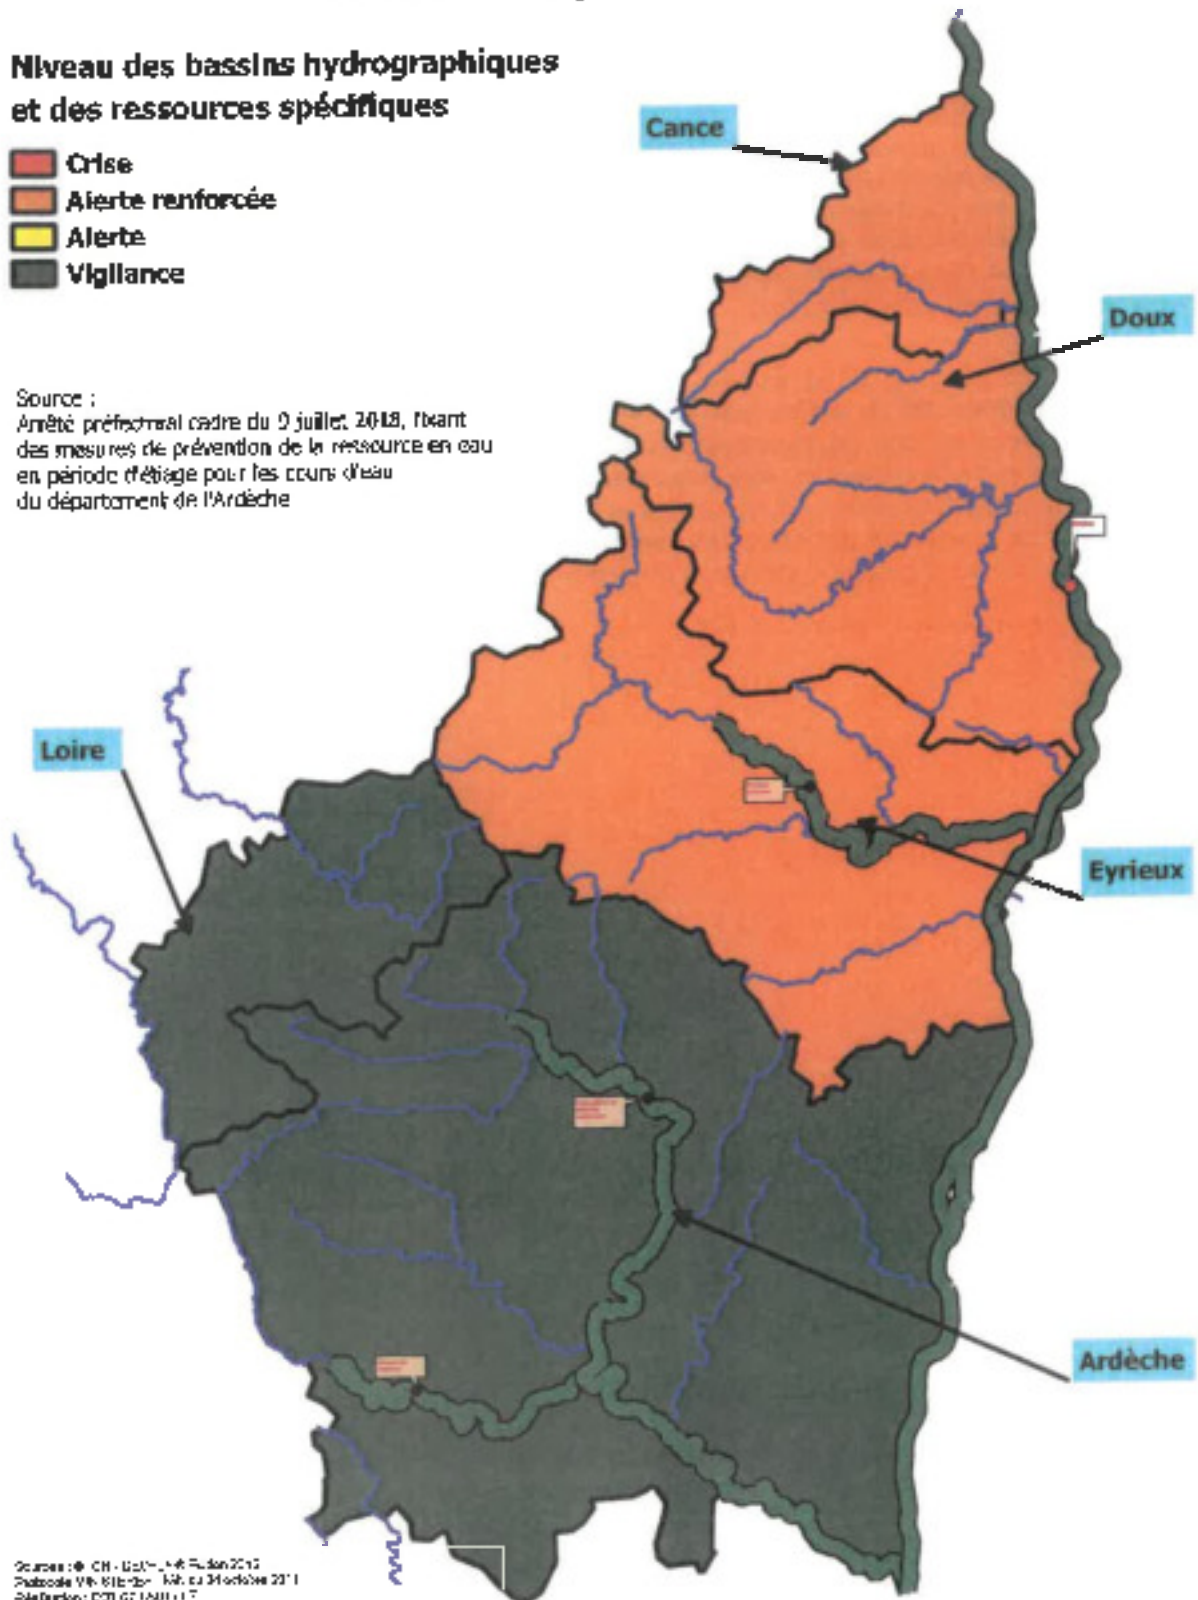 Niveau des bassins hydrographiques
et des ressources spécifiques
Crise
Alerte renforcée
Alerte
Vigilance
Source :
Arrêté préfectoral cadre du 9 juillet 2018, fixant
des mesures de prévention de la ressource en eau
en période d'étiage pour les cours d'eau
du département de l'Ardèche
Cance
Doux
Loire
Eyrieux
Ardèche